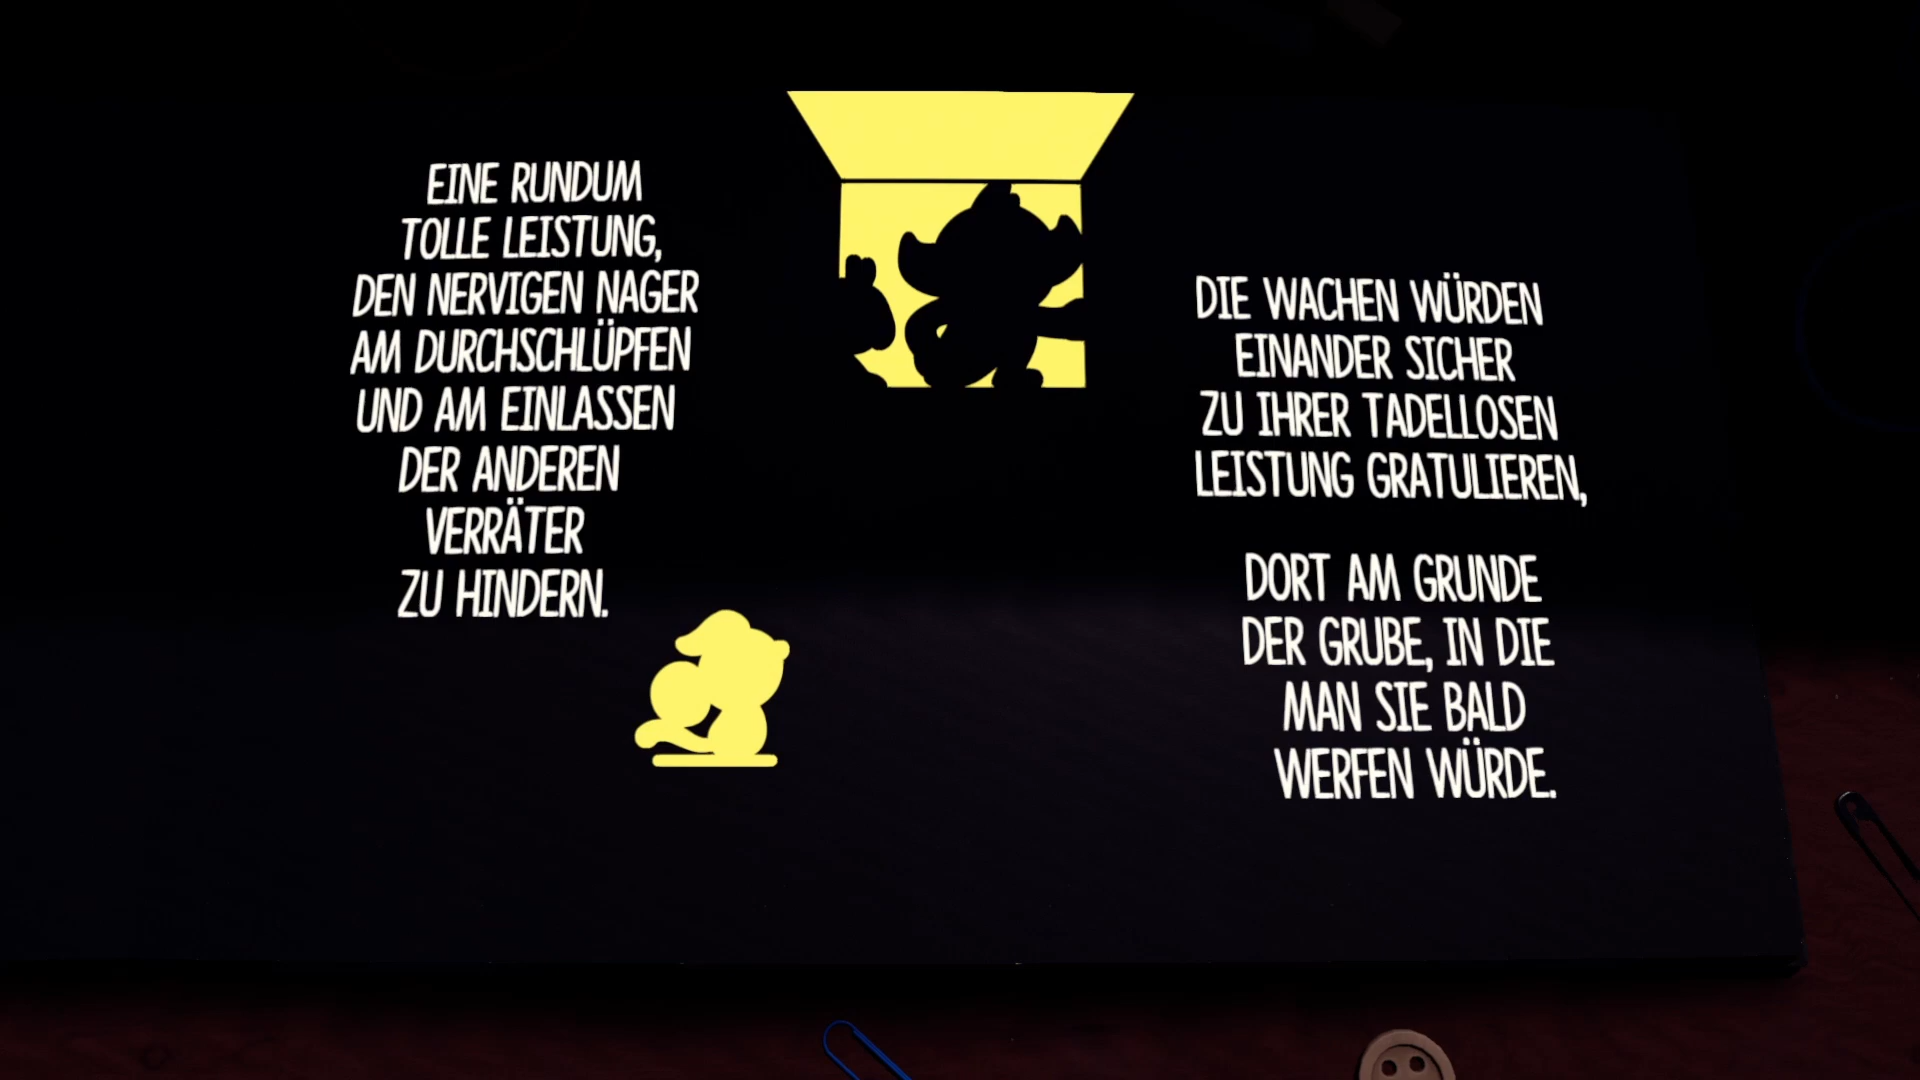 EINE RUNDUM
TOLLE LEISTUNG,
DEN NERVIGEN NAGER
AM DURCHSCHLÜPFEN
UND AM EINLASSEN
DER ANDEREN
VERRÄTER
ZU HINDERN.
DIE WACHEN WÜRDEN
EINANDER SICHER
ZU IHRER TADELLOSEN
LEISTUNG GRATULIEREN,
DORT AM GRUNDE
DER GRUBE, IN DIE
MAN SIE BALD
WERFEN WÜRDE.